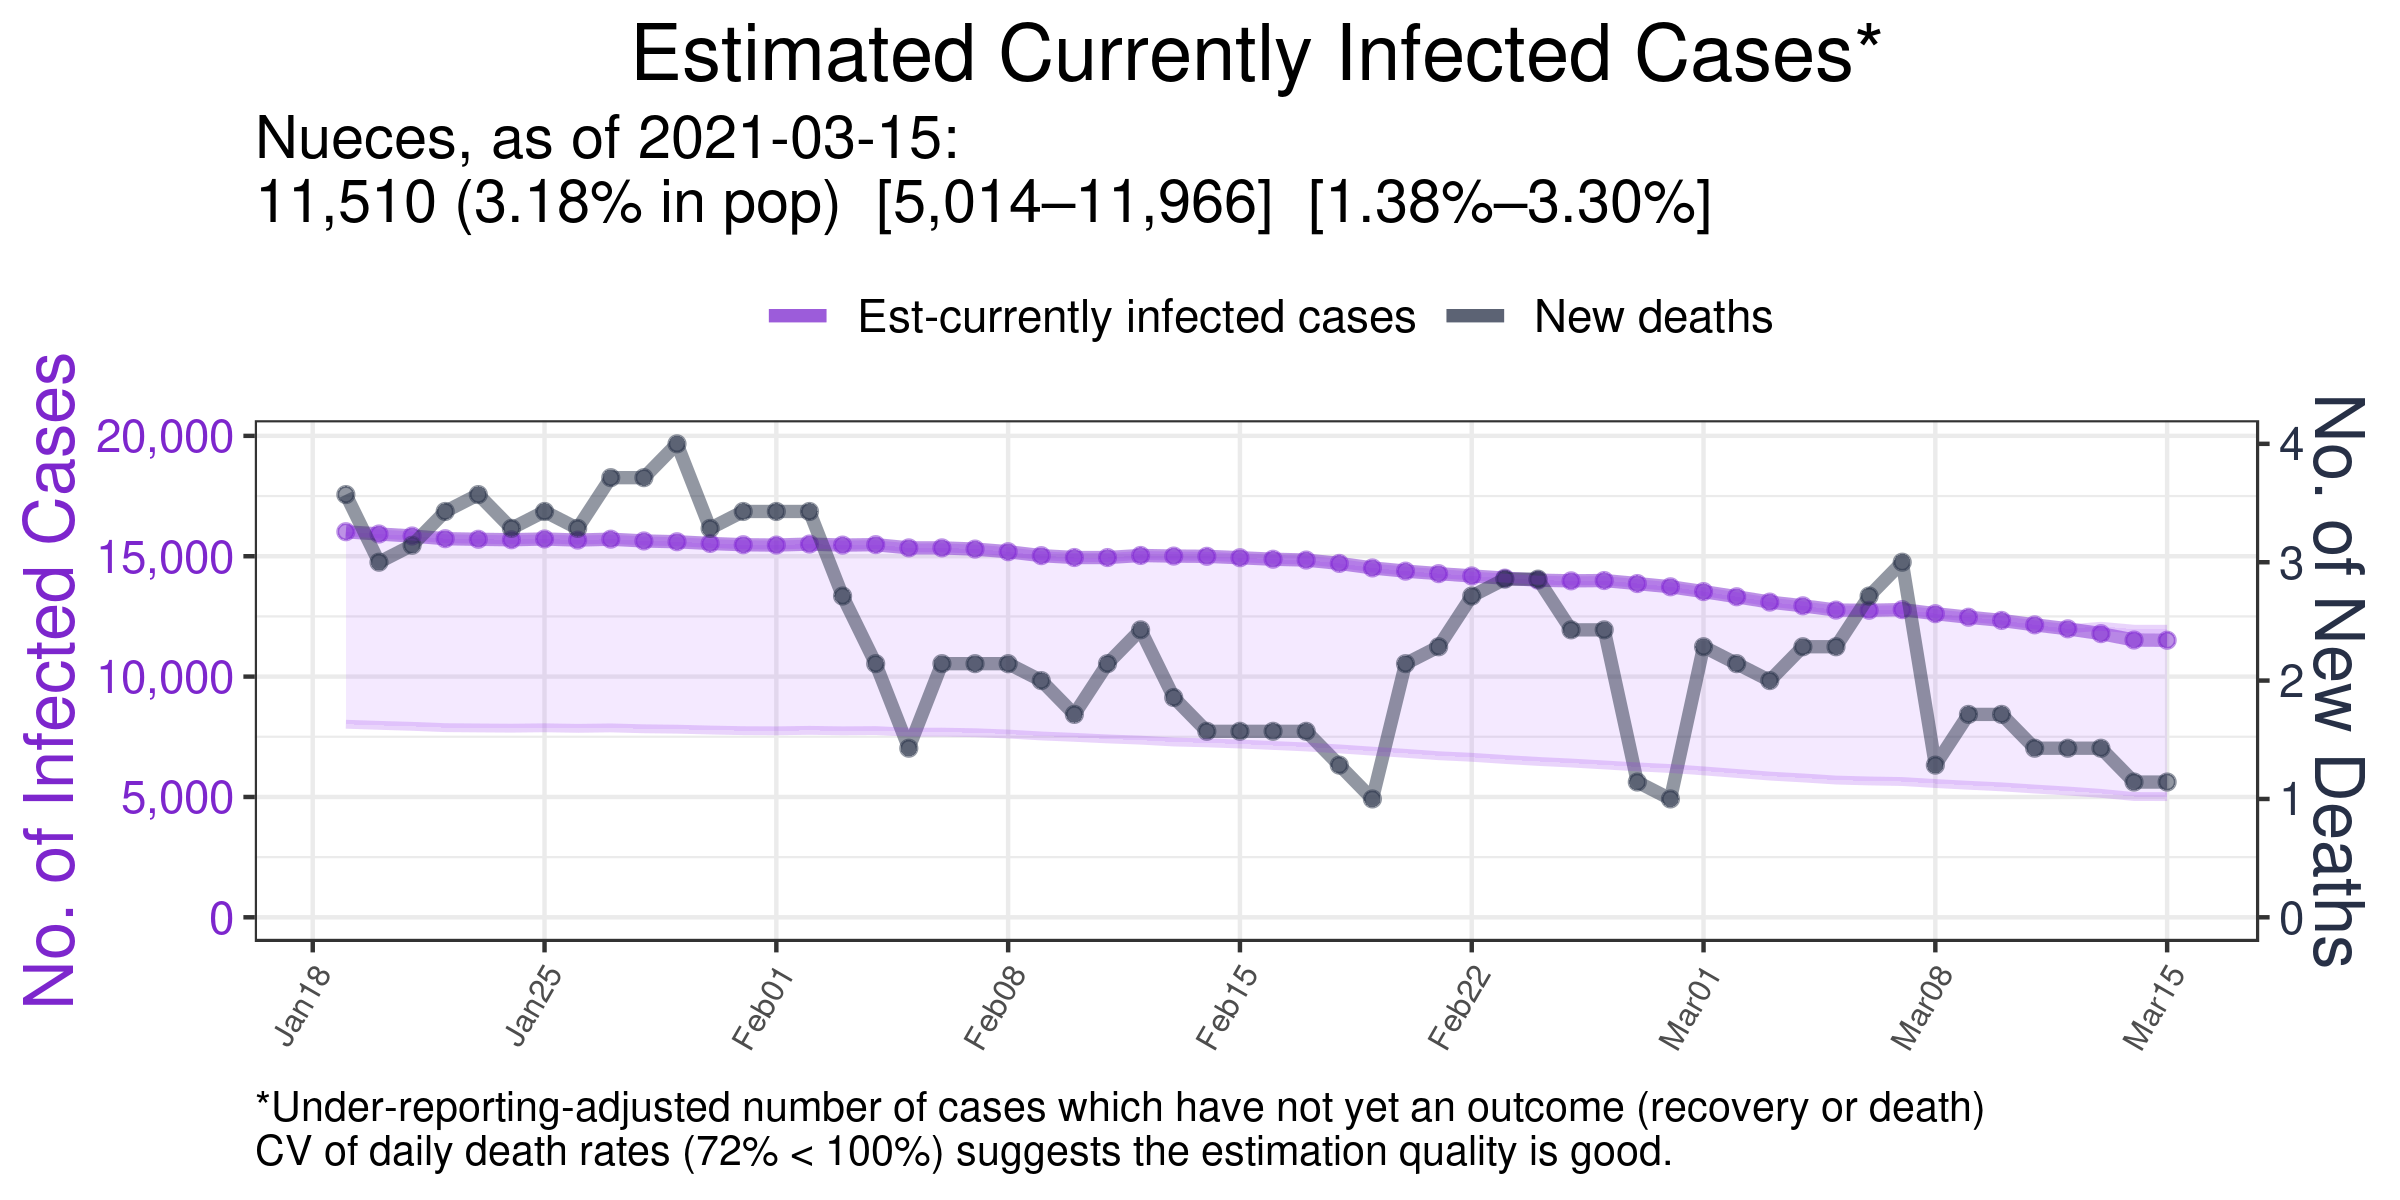 Estimated Currently Infected Cases*
Nueces, as of 2021-03-15:
11,510 (3.18% in pop)  [5,014–11,966]  [1.38%–3.30%]
Est-currently infected cases
New deaths
No. of Infected Cases
20,000
15,000
10,000
5,000
0
4
3
2
1
0
No. of New Deaths
Jan18
Jan25
Feb01
Feb08
Feb15
Feb22
Mar01
Mar08
Mar15
*Under-reporting-adjusted number of cases which have not yet an outcome (recovery or death)
CV of daily death rates (72% < 100%) suggests the estimation quality is good.